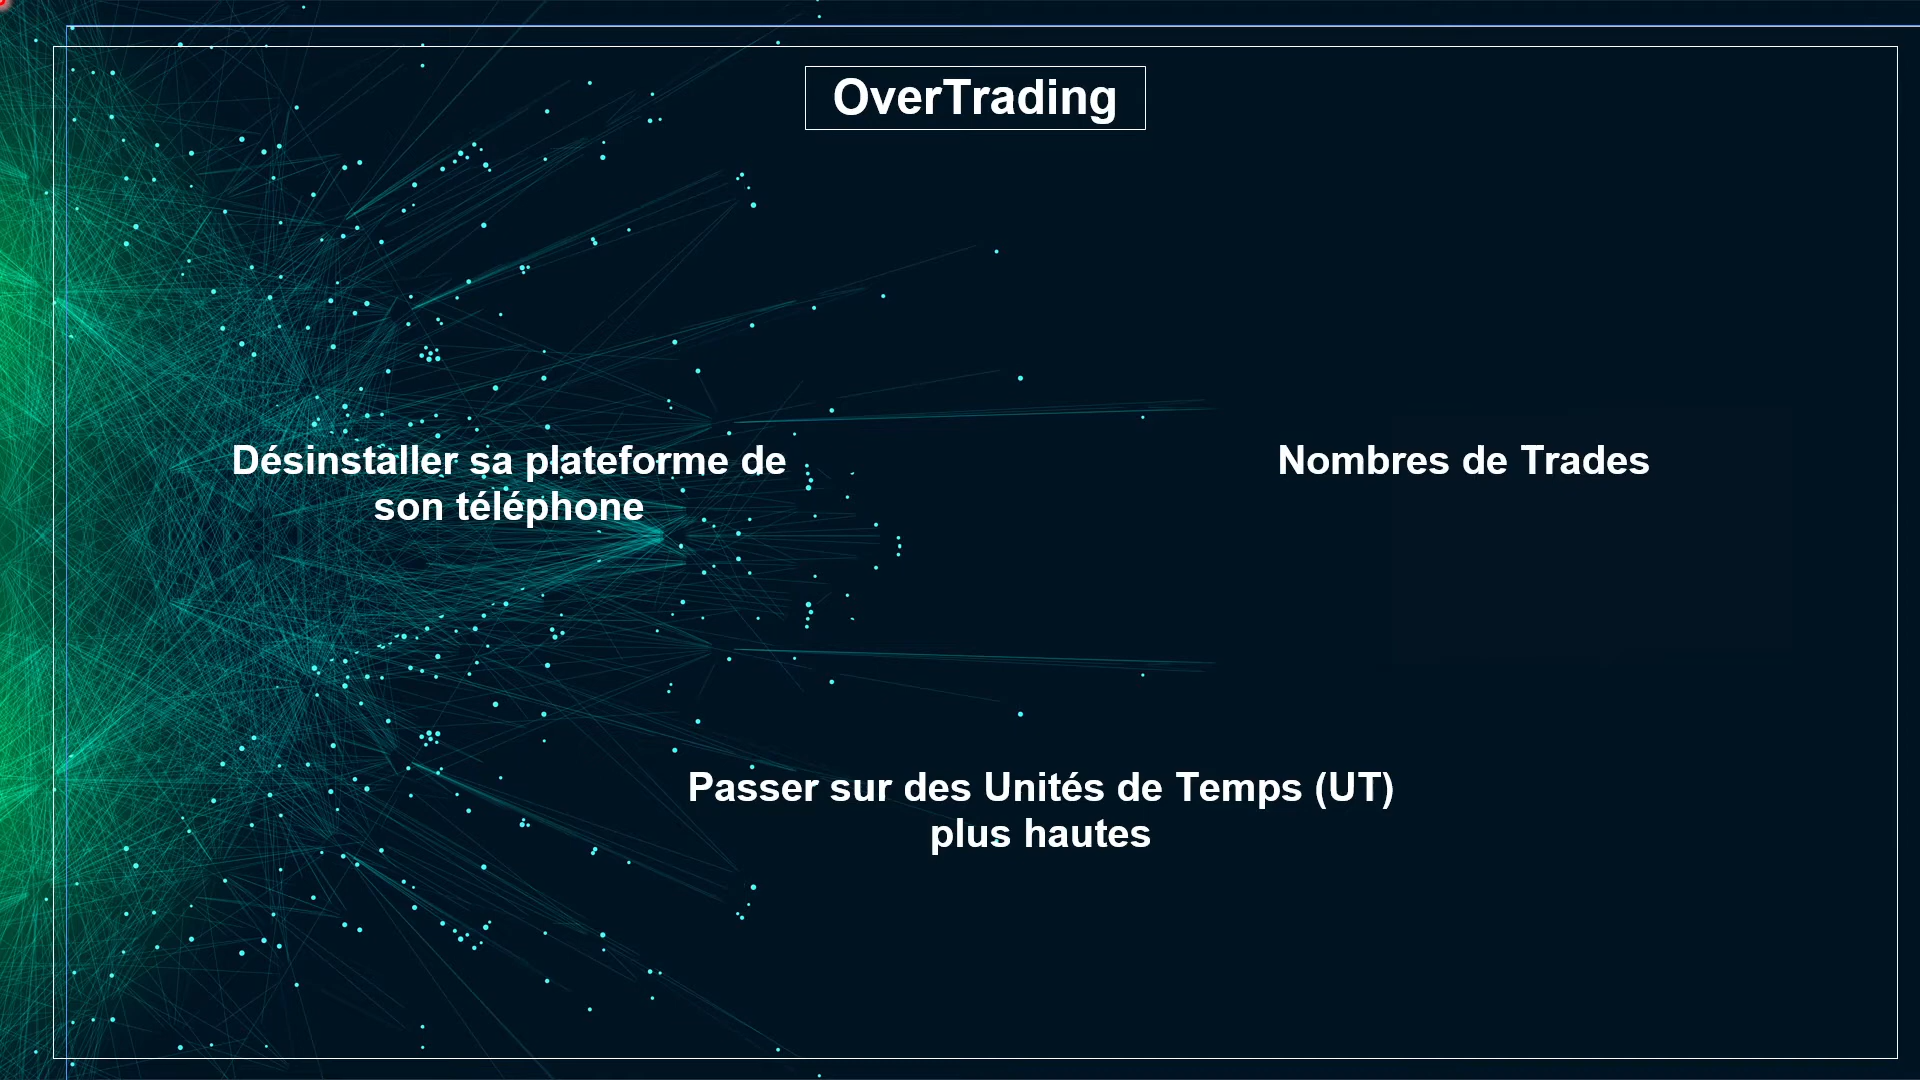 OverTrading
Désinstaller sa plateforme de
son téléphone
Nombres de Trades
Passer sur des Unités de Temps (UT)
plus hautes